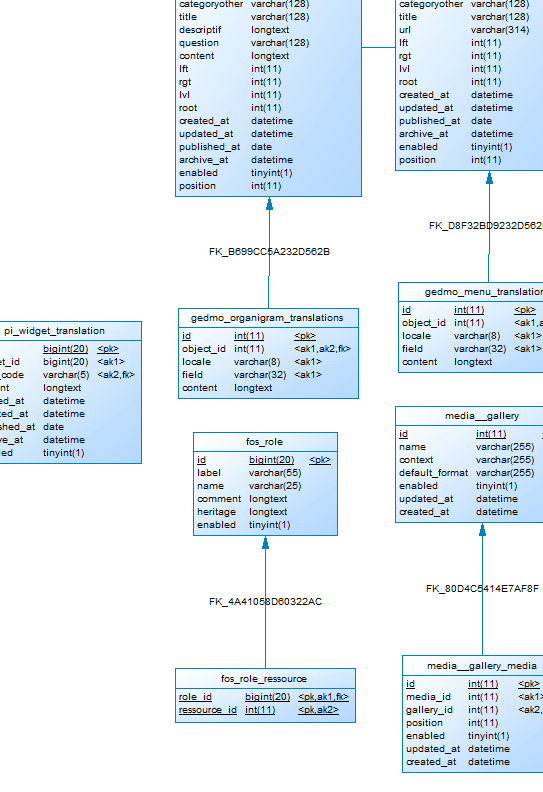 categoryother varchar(128)
title varchar(128)
descriptif longtext
question varchar(128)
content longtext
lft int(11)
rgt int(11)
lvl int(11)
root int(11)
created_at datetime
updated_at datetime
published_at date
archive_at datetime
enabled tinyint(1)
position int(11)
categoryother varchar(128)
title varchar(128)
url varchar(314)
lft int(11)
rgt int(11)
lvl int(11)
root int(11)
created_at datetime
updated_at datetime
published_at date
archive_at datetime
enabled tinyint(1)
position int(11)
FK_B699CC5A232D562B
FK_D8F32BD9232D562
gedmo_organigram_translations
id int(11) <pk>
object_id int(11) <ak1,ak2,fk>
locale varchar(8) <ak1>
field varchar(32) <ak1>
content longtext
gedmo_menu_translation
id int(11) <pk>
object_id int(11) <ak1,a
locale varchar(8) <ak1>
field varchar(32) <ak1>
content longtext
pi_widget_translation
bigint(20) <pk>
et_id bigint(20) <ak1>
_code varchar(5) <ak2,fk>
nt longtext
ed_at datetime
ted_at datetime
shed_at date
ve_at datetime
ed tinyint(1)
fos_role
id bigint(20) <pk>
label varchar(55)
name varchar(25)
comment longtext
heritage longtext
enabled tinyint(1)
media__gallery
id int(11)
name varchar(255)
context varchar(255)
default_format varchar(255)
enabled tinyint(1)
updated_at datetime
created_at datetime
FK_4A41058D60322AC
FK_80D4C5414E7AF8F
fos_role_ressource
role_id bigint(20) <pk,ak1,fk>
ressource_id int(11) <pk,ak2>
media__gallery_media
id int(11) <pk>
media_id int(11) <ak1>
gallery_id int(11) <ak2,
position int(11)
enabled tinyint(1)
updated_at datetime
created_at datetime